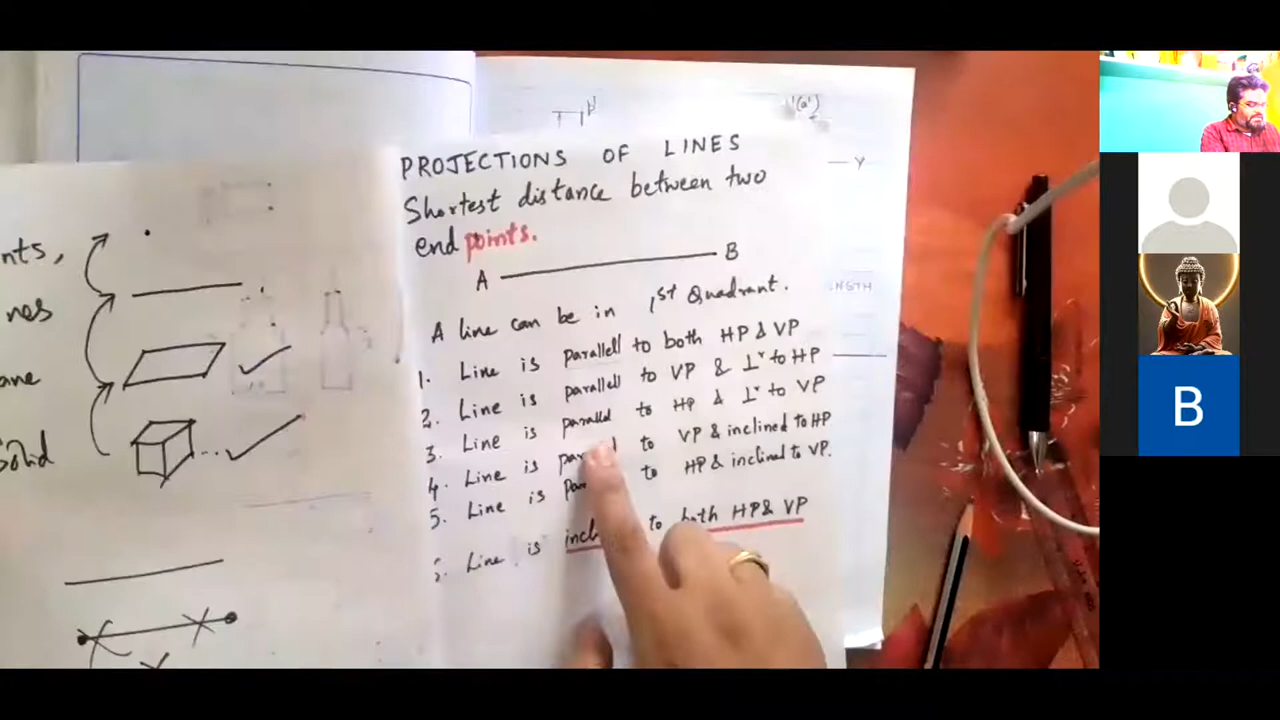 PROJECTIONS OF LINES
Shortest distance between two
end points.
A B
A line can be in 1st Quadrant.
1. Line is parallell to both HP & VP
2. Line is parallell to VP & ⊥r to HP
3. Line is parallel to HP & ⊥r to VP
4. Line is to VP & inclined to HP
5. Line is to HP & inclined to VP.
Line is to both HP & VP
nts,
nes
ane
Solid
(a')
Y
NGTH
B